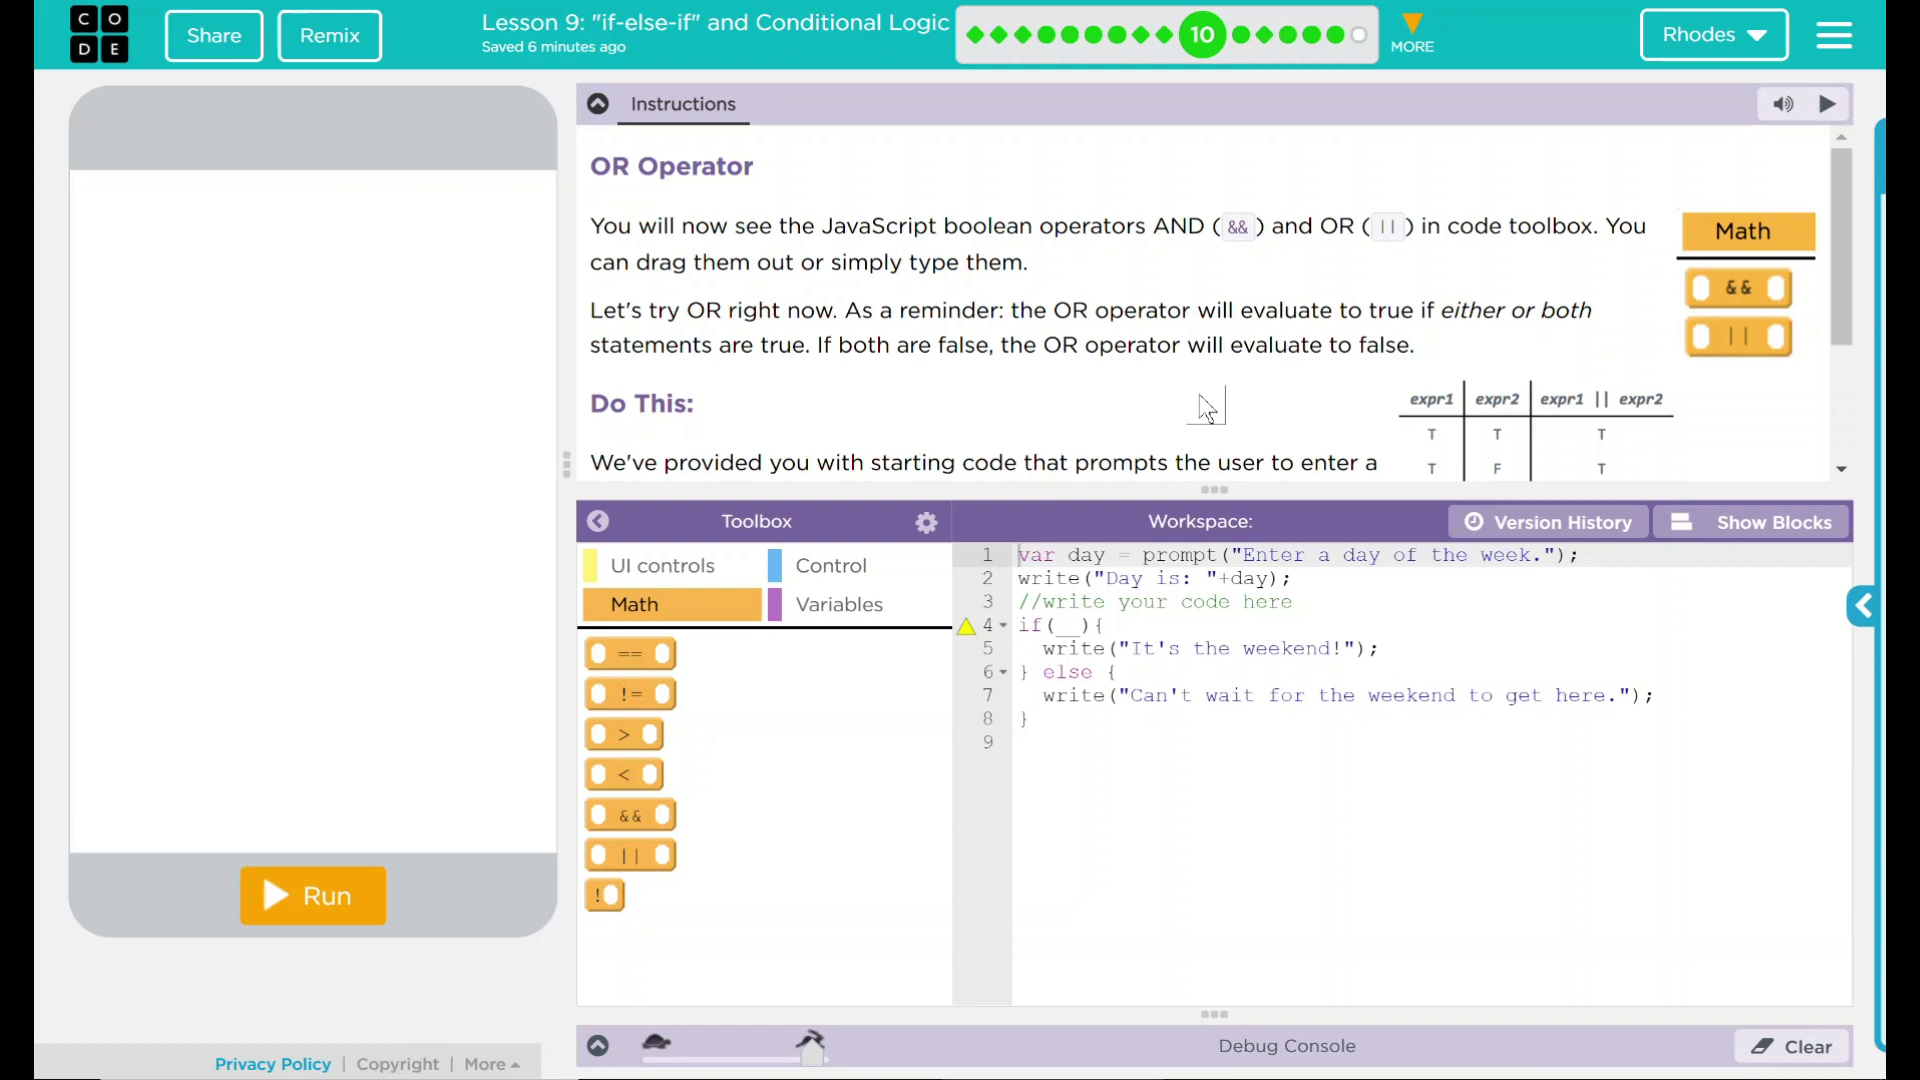 C O
D E
Share
Remix
Lesson 9: "if-else-if" and Conditional Logic
Saved 6 minutes ago
10
MORE
Rhodes
Instructions
OR Operator
You will now see the JavaScript boolean operators AND ( && ) and OR ( || ) in code toolbox. You
can drag them out or simply type them.
Let's try OR right now. As a reminder: the OR operator will evaluate to true if either or both
statements are true. If both are false, the OR operator will evaluate to false.
Math
&&
||
Do This:
We've provided you with starting code that prompts the user to enter a
expr1 expr2 expr1 || expr2
T T T
T F T
Toolbox
Workspace:
Version History
Show Blocks
UI controls
Control
Math
Variables
==
!=
>
<
&&
||
!
1 var day = prompt("Enter a day of the week.");
2 write("Day is: "+day);
3 //write your code here
4 if(__){
5 write("It's the weekend!");
6 } else {
7 write("Can't wait for the weekend to get here.");
8 }
9
Run
Debug Console
Clear
Privacy Policy | Copyright | More